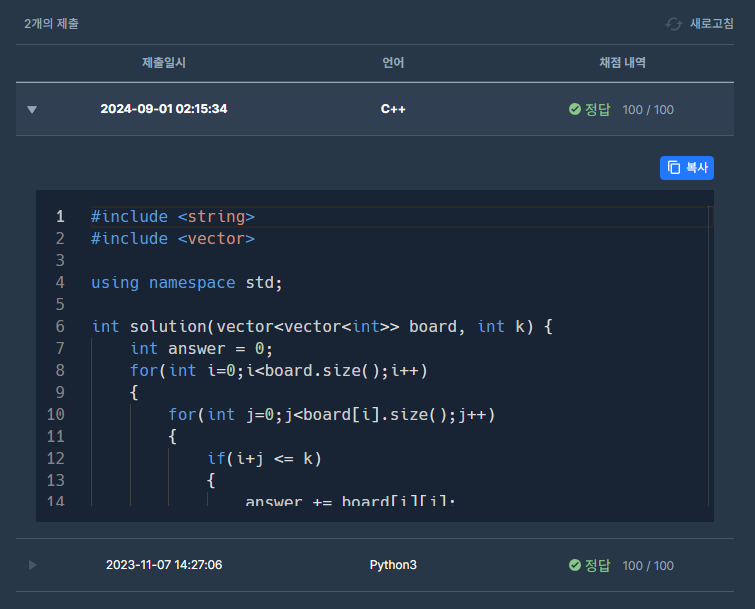 2개의 제출 새로고침
제출일시 언어 채점 내역
2024-09-01 02:15:34 C++ 정답 100 / 100
복사
1 #include <string>
2 #include <vector>
3
4 using namespace std;
5
6 int solution(vector<vector<int>> board, int k) {
7     int answer = 0;
8     for(int i=0;i<board.size();i++)
9     {
10         for(int j=0;j<board[i].size();j++)
11         {
12             if(i+j <= k)
13             {
14                 answer += board[i][j];
2023-11-07 14:27:06 Python3 정답 100 / 100